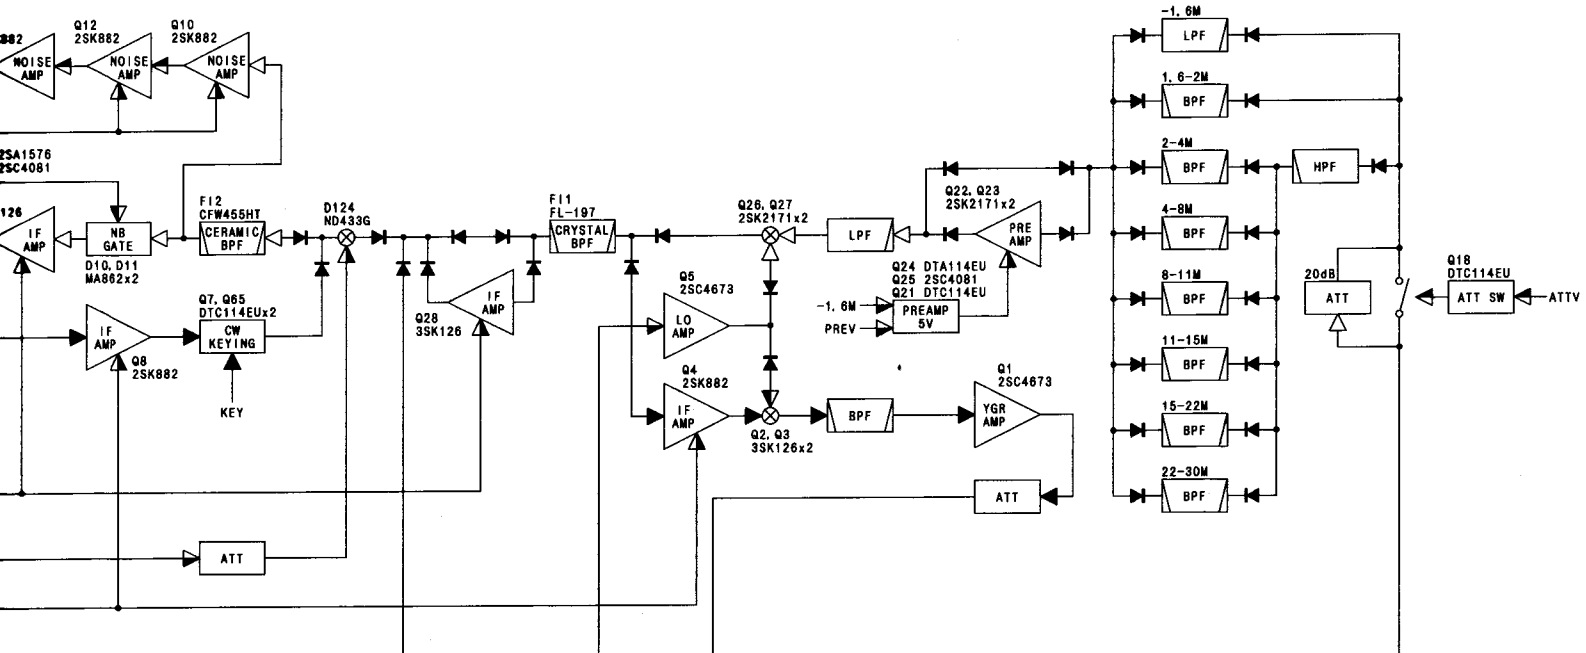 Q12
2SK882
Q10
2SK882
882
NOISE
AMP
NOISE
AMP
NOISE
AMP
2SA1576
2SC4081
126
IF
AMP
NB
GATE
D10, D11
MA862x2
FI2
CFW455HT
CERAMIC
BPF
D124
ND433G
Q7, Q65
DTC114EUx2
CW
KEYING
KEY
IF
AMP
Q8
2SK882
ATT
FI1
FL-197
CRYSTAL
BPF
IF
AMP
Q28
3SK126
Q5
2SC4673
LO
AMP
Q4
2SK882
IF
AMP
Q26, Q27
2SK2171x2
LPF
Q22, Q23
2SK2171x2
PRE
AMP
Q24 DTA114EU
Q25 2SC4081
Q21 DTC114EU
-1, 6M
PREV
PREAMP
5V
Q2, Q3
3SK126x2
BPF
Q1
2SC4673
YGR
AMP
ATT
-1, 6M
LPF
1, 6-2M
BPF
2-4M
BPF
HPF
4-8M
BPF
8-11M
BPF
11-15M
BPF
15-22M
BPF
22-30M
BPF
20dB
ATT
Q18
DTC114EU
ATT SW
ATTV